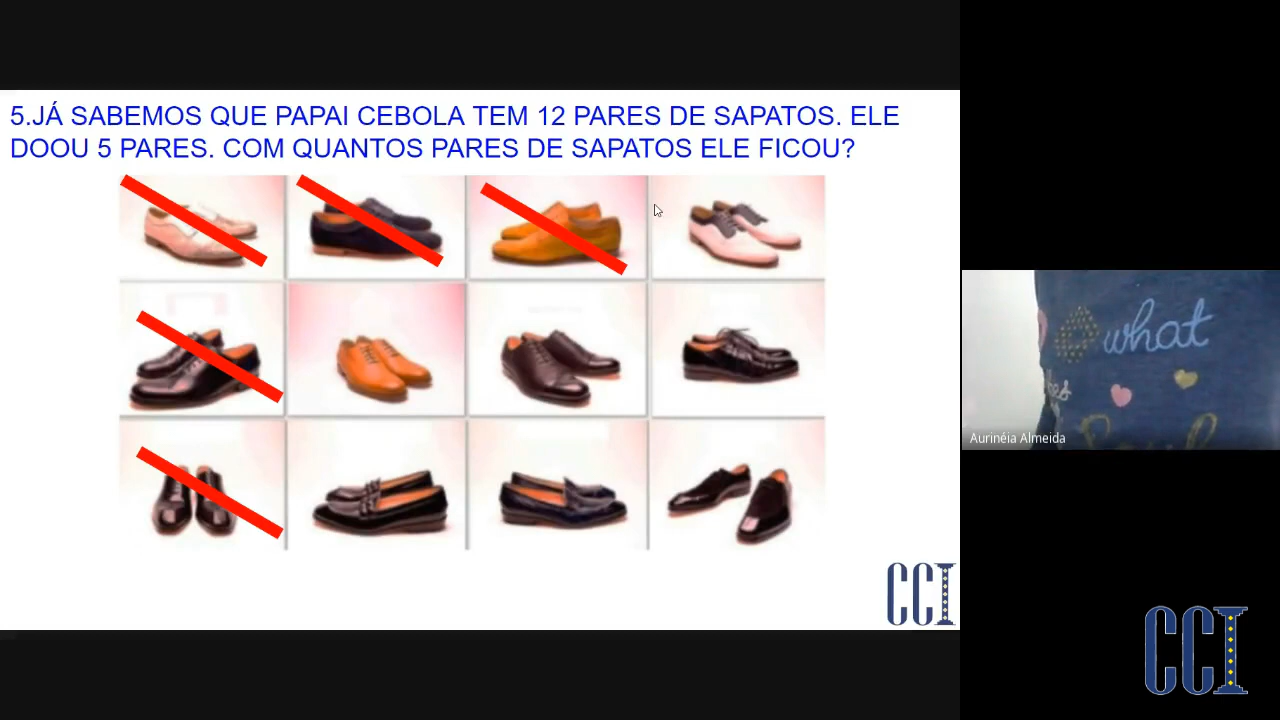 5.JÁ SABEMOS QUE PAPAI CEBOLA TEM 12 PARES DE SAPATOS. ELE
DOOU 5 PARES. COM QUANTOS PARES DE SAPATOS ELE FICOU?
what
Aurinéia Almeida
CCI
CCI